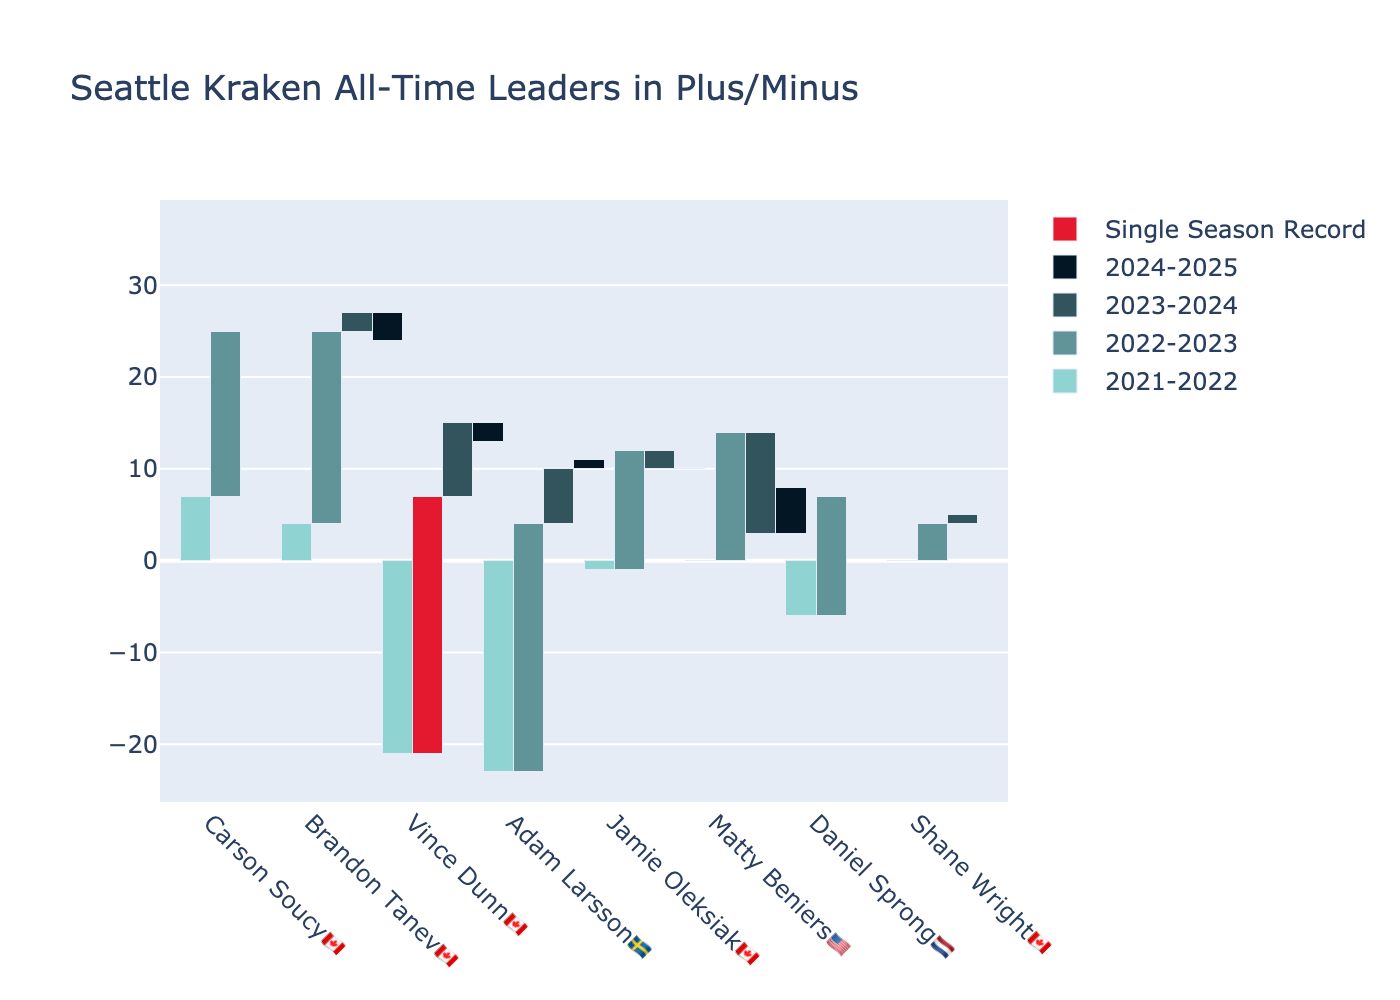 Seattle Kraken All-Time Leaders in Plus/Minus
Single Season Record
2024-2025
2023-2024
2022-2023
2021-2022
30
20
10
0
−10
−20
Carson Soucy🇨🇦
Brandon Tanev🇨🇦
Vince Dunn🇨🇦
Adam Larsson🇸🇪
Jamie Oleksiak🇨🇦
Matty Beniers🇺🇸
Daniel Sprong🇳🇱
Shane Wright🇨🇦